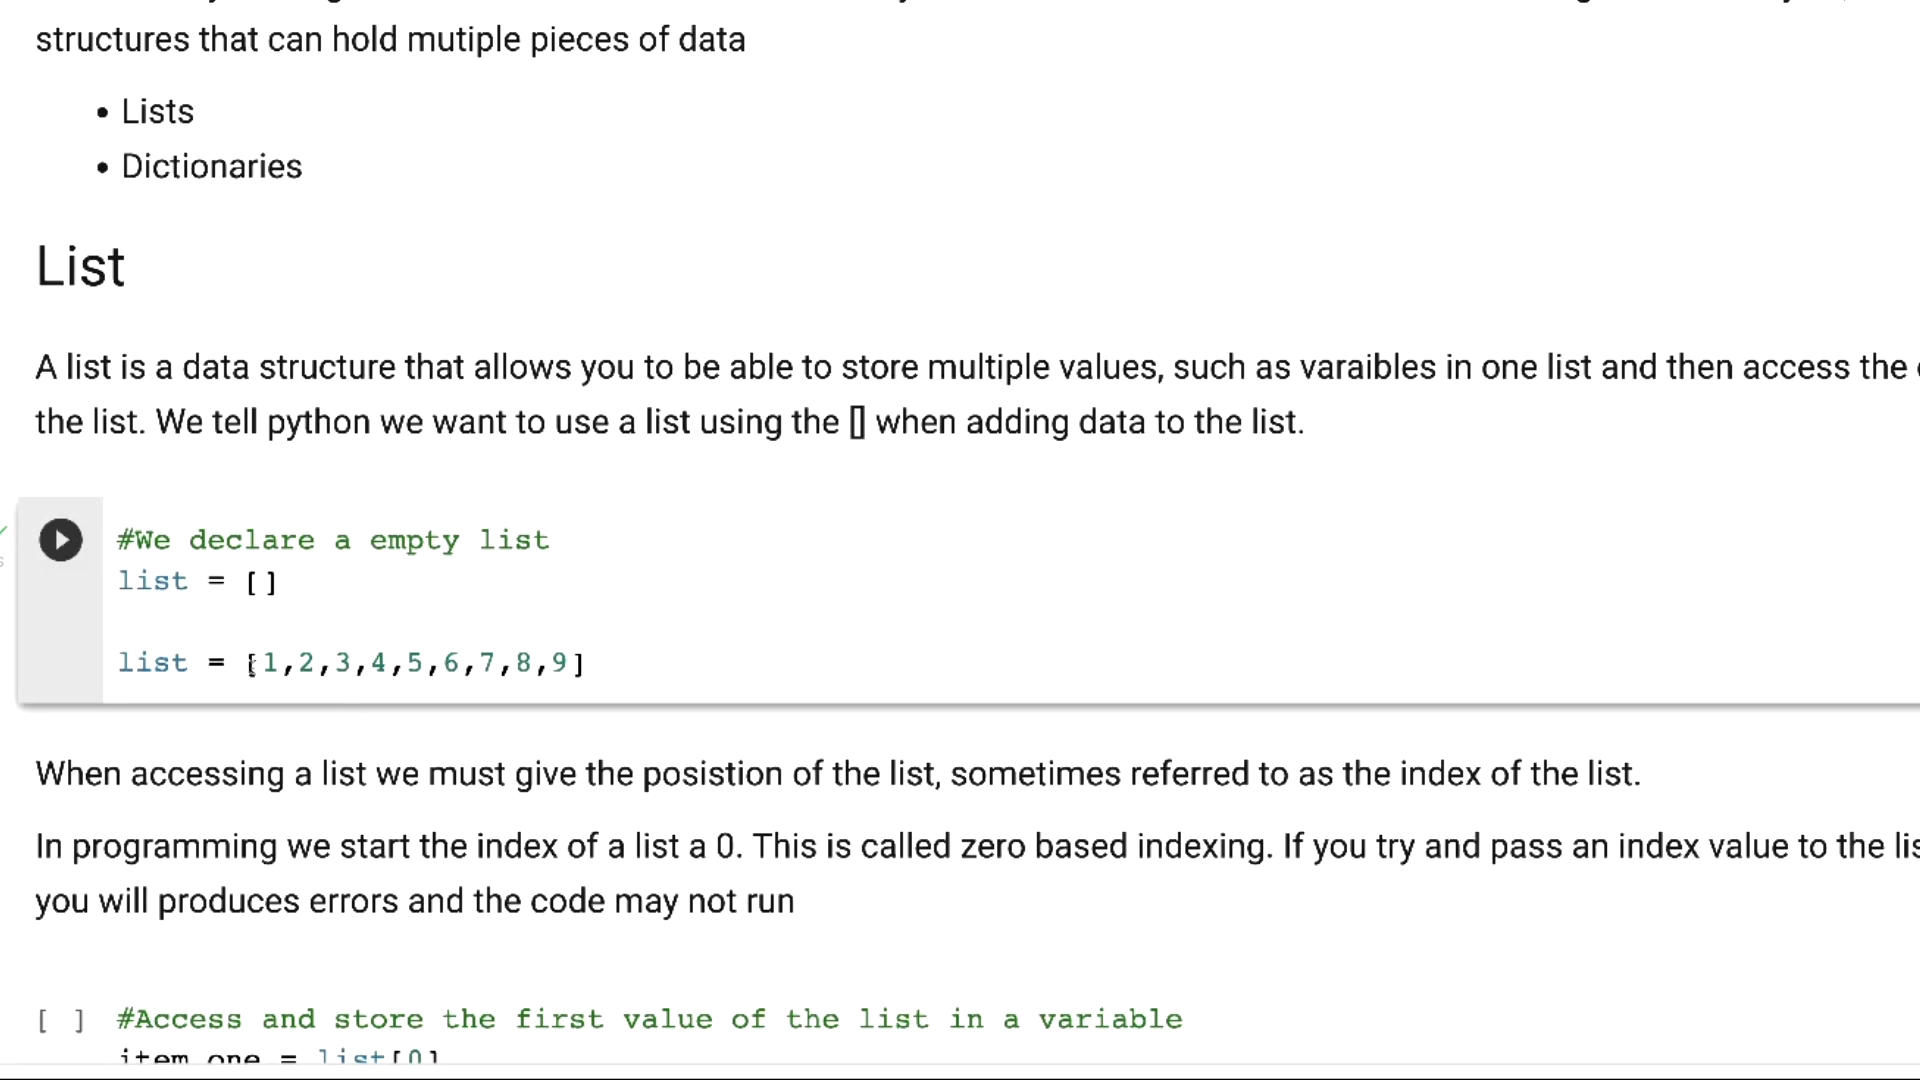 structures that can hold mutiple pieces of data
• Lists
• Dictionaries
List
A list is a data structure that allows you to be able to store multiple values, such as varaibles in one list and then access the
the list. We tell python we want to use a list using the [] when adding data to the list.
#We declare a empty list
list = []
list = [1,2,3,4,5,6,7,8,9]
When accessing a list we must give the posistion of the list, sometimes referred to as the index of the list.
In programming we start the index of a list a 0. This is called zero based indexing. If you try and pass an index value to the
you will produces errors and the code may not run
[ ] #Access and store the first value of the list in a variable
item_one = list[0]